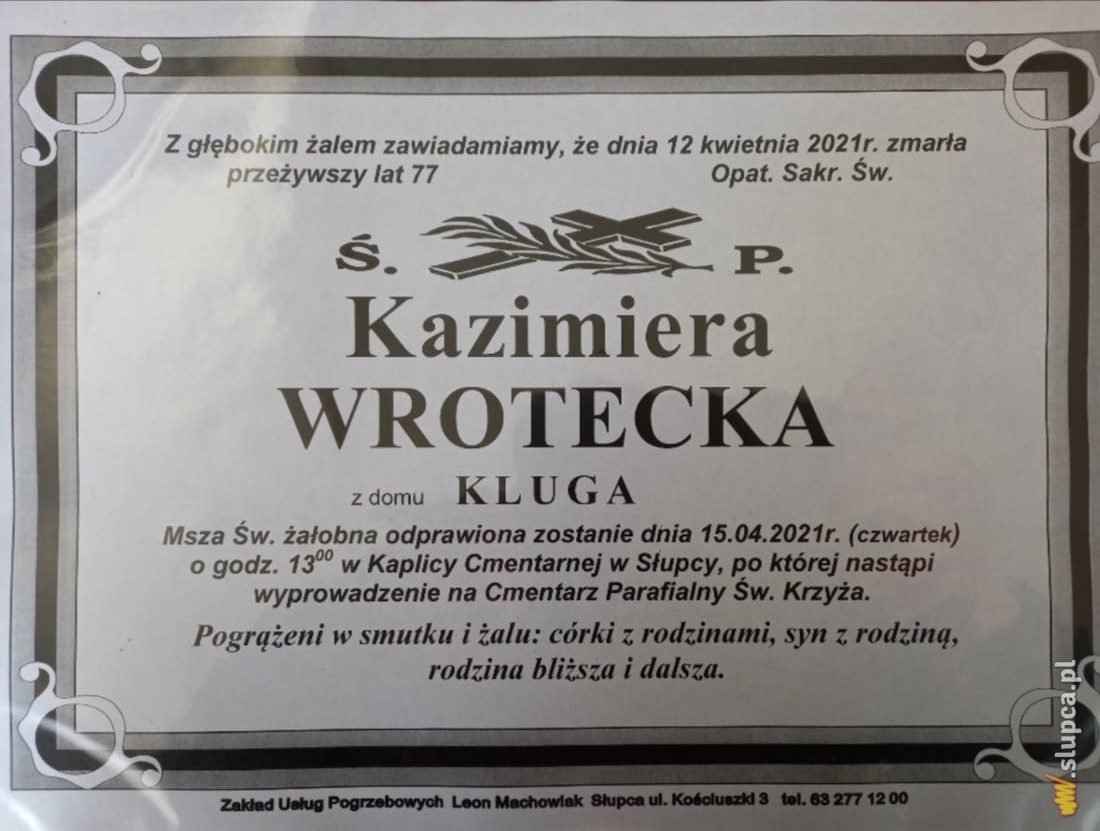 Z głębokim żalem zawiadamiamy, że dnia 12 kwietnia 2021r. zmarła
przeżywszy lat 77 Opat. Sakr. Św.
Ś. P.
Kazimiera
WROTECKA
z domu KLUGA
Msza Św. żałobna odprawiona zostanie dnia 15.04.2021r. (czwartek)
o godz. 13⁰⁰ w Kaplicy Cmentarnej w Słupcy, po której nastąpi
wyprowadzenie na Cmentarz Parafialny Św. Krzyża.
Pogrążeni w smutku i żalu: córki z rodzinami, syn z rodziną,
rodzina bliższa i dalsza.
Zakład Usług Pogrzebowych Leon Machowiak Słupca ul. Kościuszki 3 tel. 63 277 12 00
www.slupca.pl